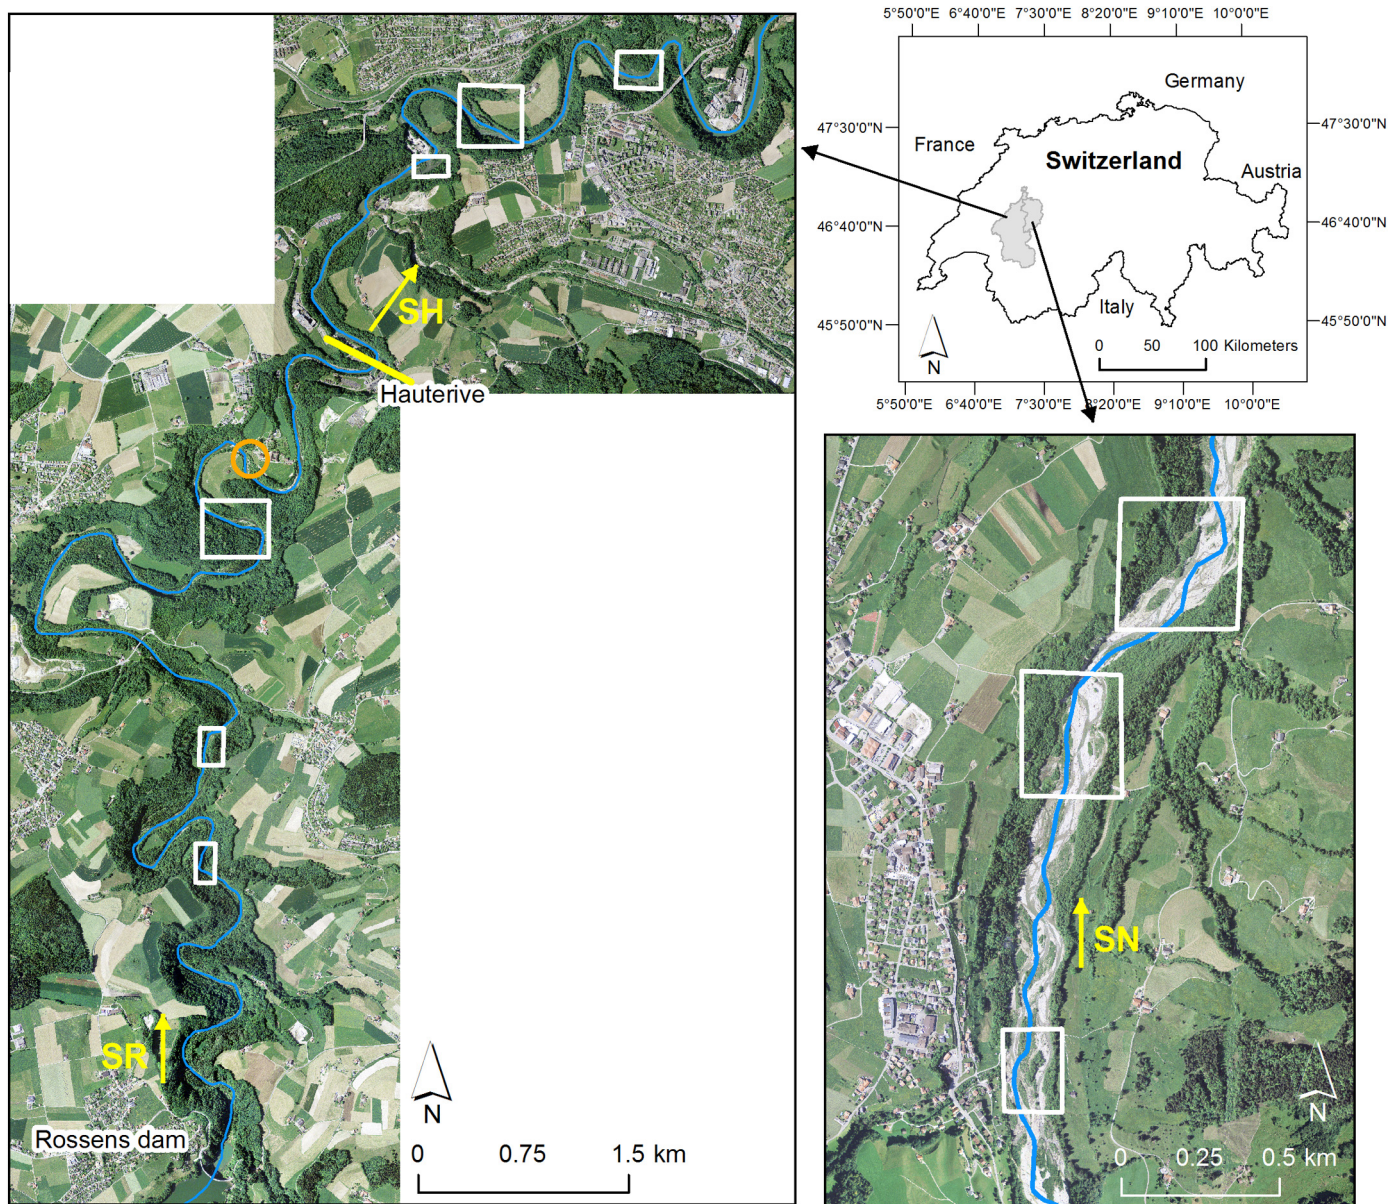 SH
Hauterive
SR
Rossens dam
N
0 0.75 1.5 km
5°50'0"E 6°40'0"E 7°30'0"E 8°20'0"E 9°10'0"E 10°0'0"E
Germany
47°30'0"N 47°30'0"N
France
Switzerland
Austria
46°40'0"N 46°40'0"N
Italy
45°50'0"N 45°50'0"N
0 50 100 Kilometers
N
5°50'0"E 6°40'0"E 7°30'0"E 8°20'0"E 9°10'0"E 10°0'0"E
SN
N
0 0.25 0.5 km